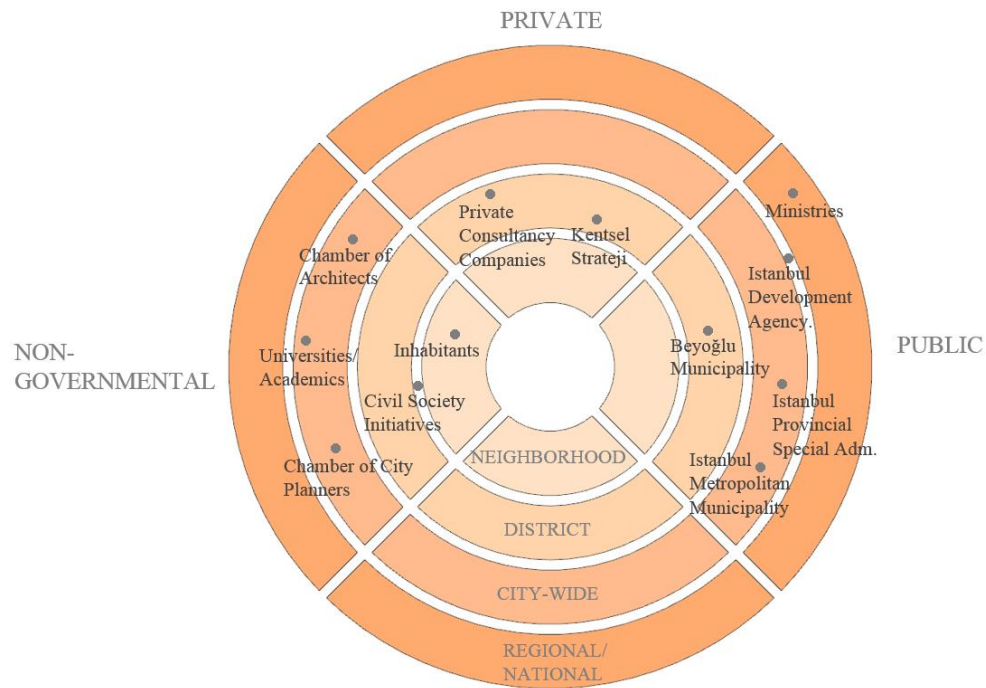 PRIVATE
Private
Consultancy
Companies
Kentsel
Strateji
Ministries
Chamber of
Architects
Istanbul
Development
Agency.
NON-
GOVERNMENTAL
Universities/
Academics
Inhabitants
Beyoğlu
Municipality
PUBLIC
Civil Society
Initiatives
Istanbul
Provincial
Special Adm.
Chamber of City
Planners
NEIGHBORHOOD
Istanbul
Metropolitan
Municipality
DISTRICT
CITY-WIDE
REGIONAL/
NATIONAL